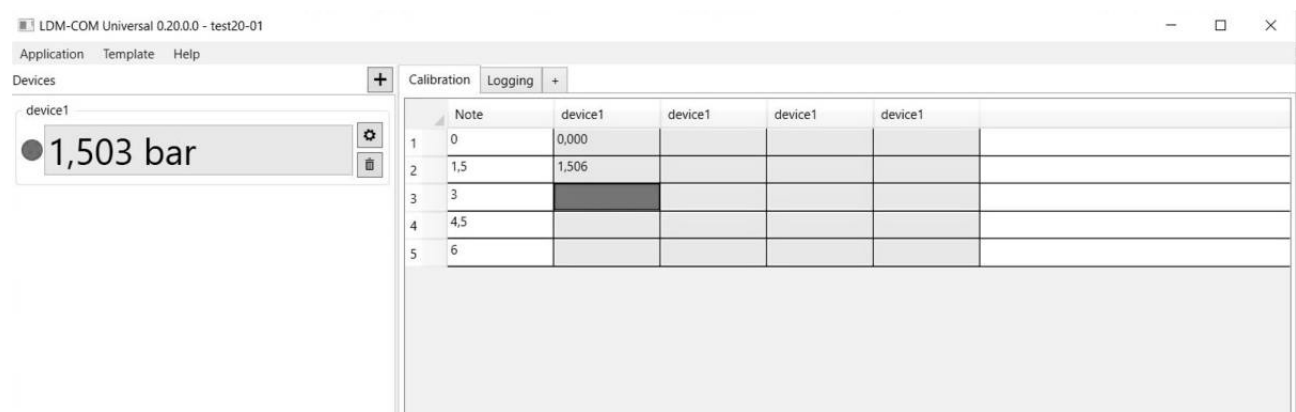 LDM-COM Universal 0.20.0.0 - test20-01
Application Template Help
Devices +
device1
1,503 bar
Calibration Logging +
Note device1 device1 device1 device1
1 0 0,000
2 1,5 1,506
3 3
4 4,5
5 6